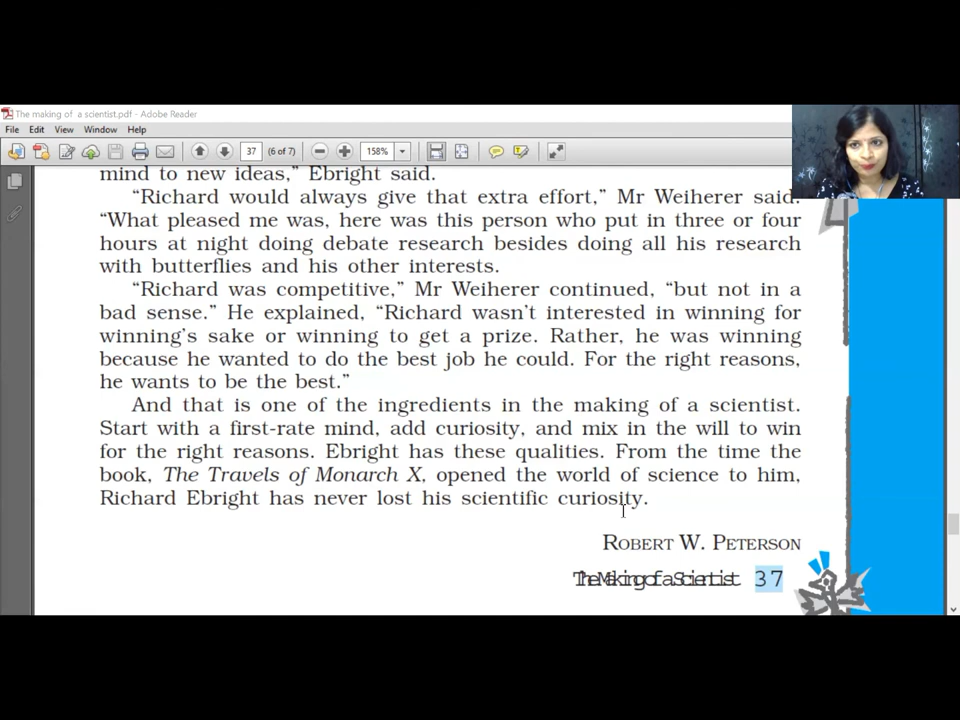 The making of a scientist.pdf - Adobe Reader
File Edit View Window Help
37 (6 of 7) 158%
mind to new ideas,” Ebright said.
“Richard would always give that extra effort,” Mr Weiherer said.
“What pleased me was, here was this person who put in three or four
hours at night doing debate research besides doing all his research
with butterflies and his other interests.
“Richard was competitive,” Mr Weiherer continued, “but not in a
bad sense.” He explained, “Richard wasn’t interested in winning for
winning’s sake or winning to get a prize. Rather, he was winning
because he wanted to do the best job he could. For the right reasons,
he wants to be the best.”
And that is one of the ingredients in the making of a scientist.
Start with a first-rate mind, add curiosity, and mix in the will to win
for the right reasons. Ebright has these qualities. From the time the
book, The Travels of Monarch X, opened the world of science to him,
Richard Ebright has never lost his scientific curiosity.
ROBERT W. PETERSON
The Making of a Scientist 37